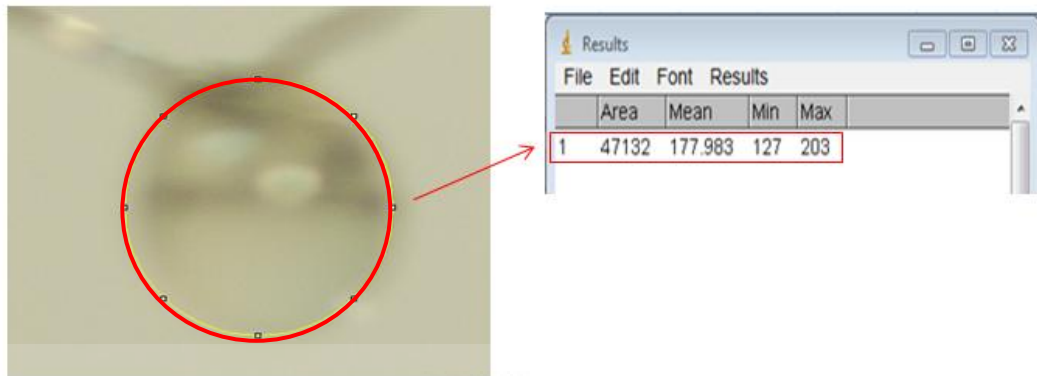 Results
File Edit Font Results
Area Mean Min Max
1 47132 177.983 127 203